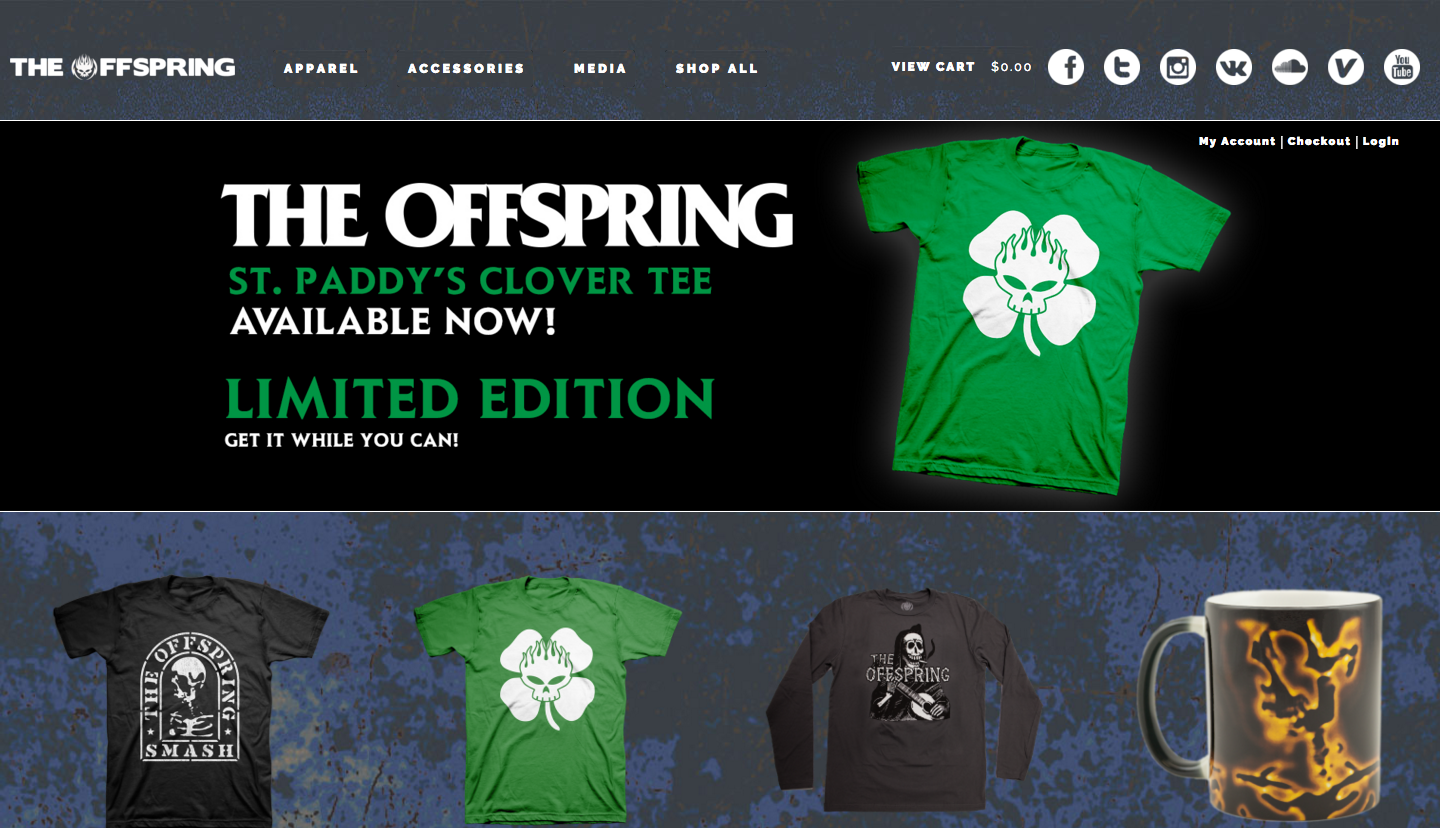 THE OFFSPRING
APPAREL
ACCESSORIES
MEDIA
SHOP ALL
VIEW CART $0.00
f
t
VK
V
You Tube
My Account | Checkout | Login
THE OFFSPRING
ST. PADDY'S CLOVER TEE
AVAILABLE NOW!
LIMITED EDITION
GET IT WHILE YOU CAN!
THE OFFSPRING
SMASH
THE
OFFSPRING